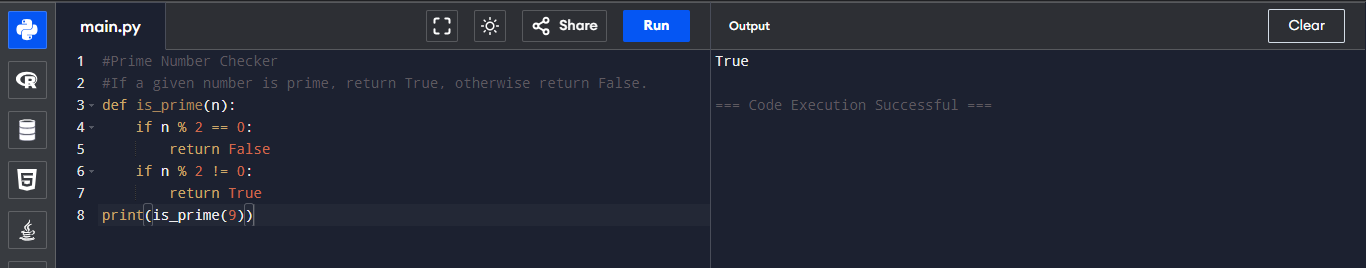 main.py
Share
Run
Output
Clear
1 #Prime Number Checker
2 #If a given number is prime, return True, otherwise return False.
3 def is_prime(n):
4     if n % 2 == 0:
5         return False
6     if n % 2 != 0:
7         return True
8 print(is_prime(9))
True
=== Code Execution Successful ===
R
5